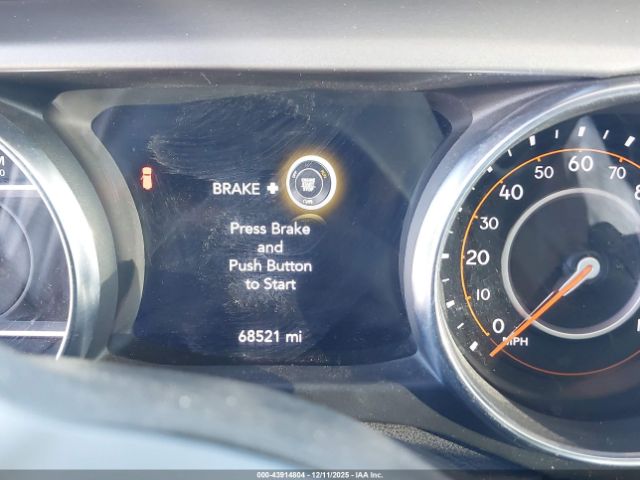 BRAKE +
Press Brake
and
Push Button
to Start
68521 mi
0
10
20
30
40
50
60
70
8
MPH
000-43914804 - 12/11/2025 - IAA Inc.